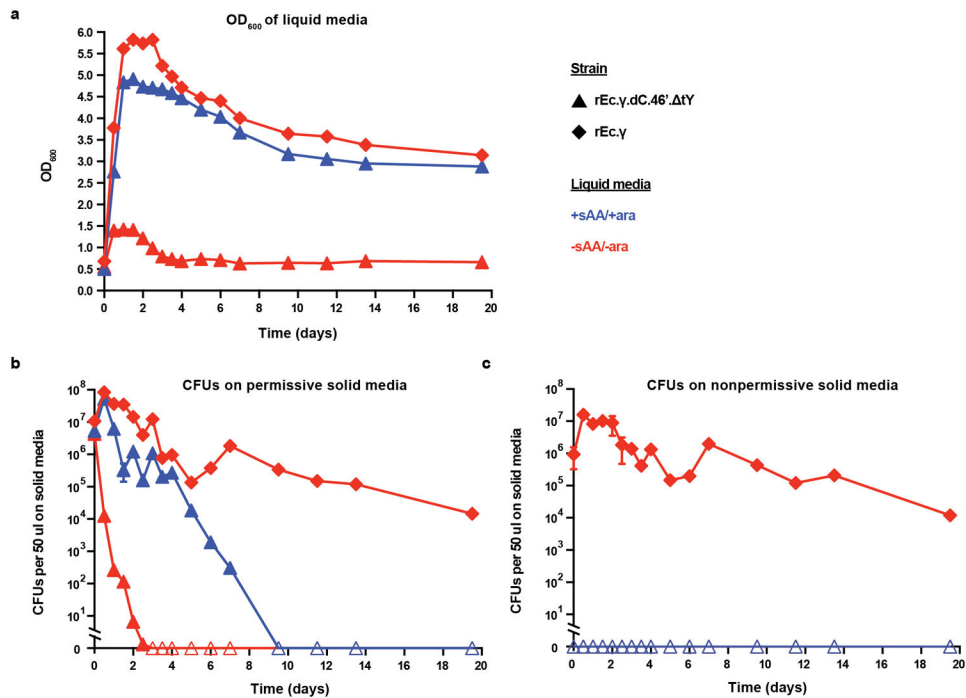 a
OD600 of liquid media
6.0
5.5
5.0
4.5
4.0
3.5
3.0
2.5
2.0
1.5
1.0
0.5
0.0
OD600
0 2 4 6 8 10 12 14 16 18 20
Time (days)
Strain
rEc.γ.dC.46'.ΔtY
rEc.γ
Liquid media
+sAA/+ara
-sAA/-ara
b
CFUs on permissive solid media
10^8
10^7
10^6
10^5
10^4
10^3
10^2
10^1
0
CFUs per 50 ul on solid media
0 2 4 6 8 10 12 14 16 18 20
Time (days)
c
CFUs on nonpermissive solid media
10^8
10^7
10^6
10^5
10^4
10^3
10^2
10^1
0
CFUs per 50 ul on solid media
0 2 4 6 8 10 12 14 16 18 20
Time (days)